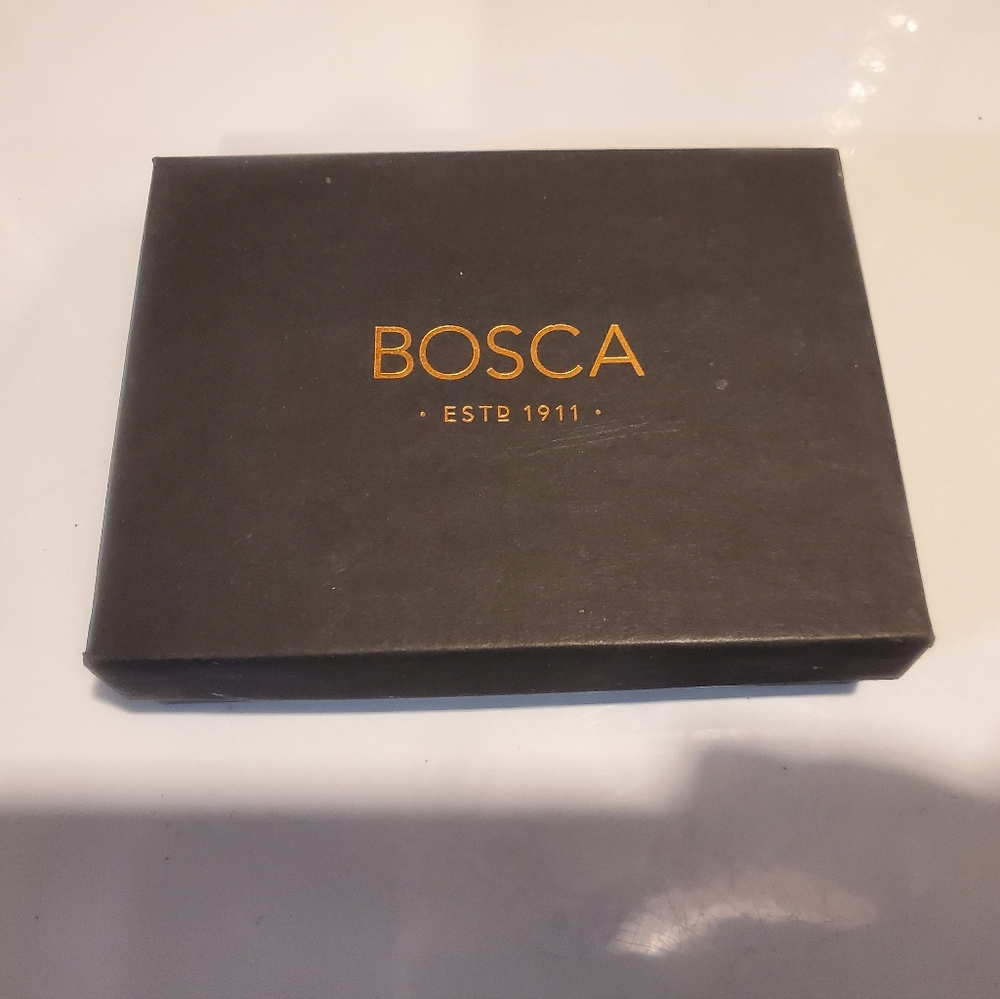 BOSCA
· ESTD 1911 ·